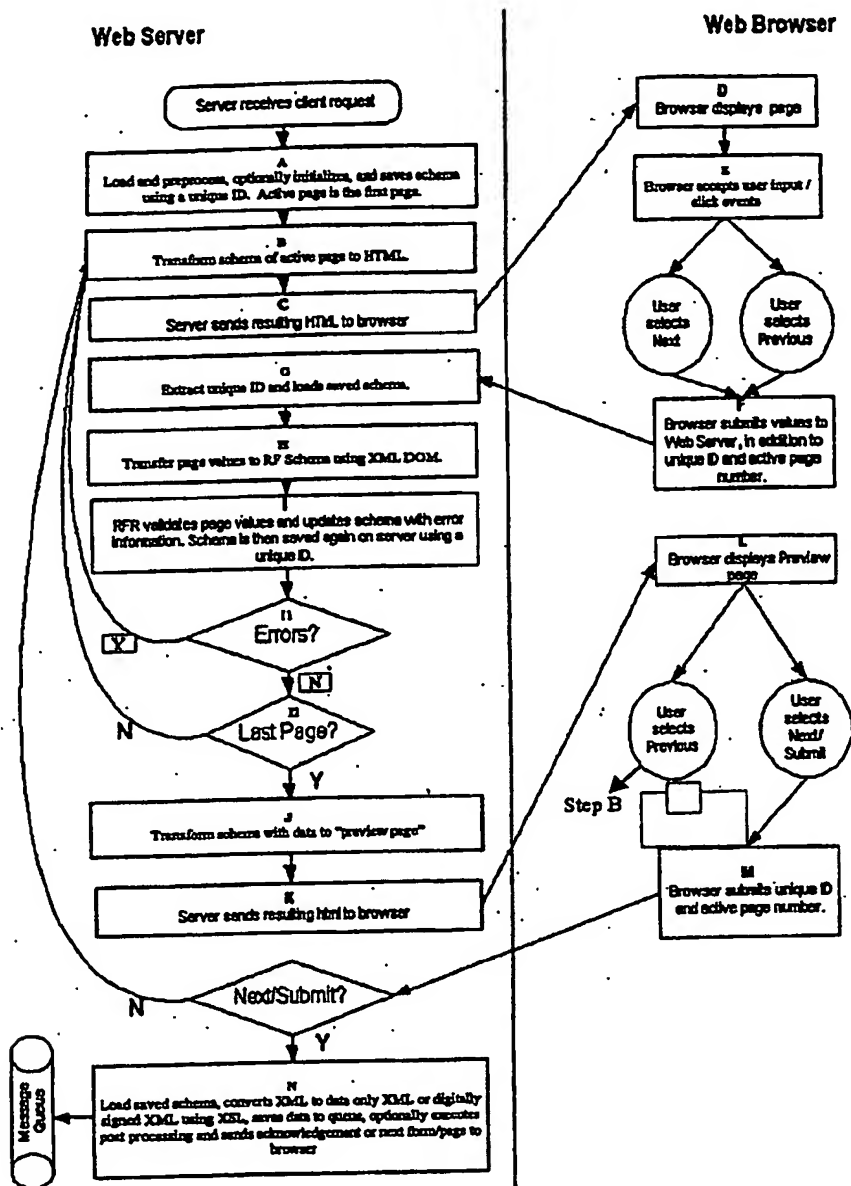 Web Server
Server receives client request
A
Load and preprocess, optionally initializes, and saves schema
using a unique ID. Active page is the first page.
B
Transform schema of active page to HTML.
C
Server sends resulting HTML to browser
G
Extract unique ID and loads saved schema.
H
Transfer page values to RF Schema using XML DOM.
I
RFR validates page values and updates schema with error
information. Schema is then saved again on server using a
unique ID.
I1
Errors?
Y
N
I2
Last Page?
N
Y
J
Transform schema with data to "preview page"
K
Server sends resulting html to browser
Next/Submit?
N
Y
N
Load saved schema, converts XML to data only XML or digitally
signed XML using XSL, saves data to queue, optionally executes
post processing and sends acknowledgement or next form/page to
browser
Message
Queue
Web Browser
D
Browser displays page
E
Browser accepts user input /
click events
User
selects
Next
User
selects
Previous
F
Browser submits values to
Web Server, in addition to
unique ID and active page
number.
L
Browser displays Preview
page
User
selects
Previous
User
selects
Next/
Submit
Step B
M
Browser submits unique ID
and active page number.